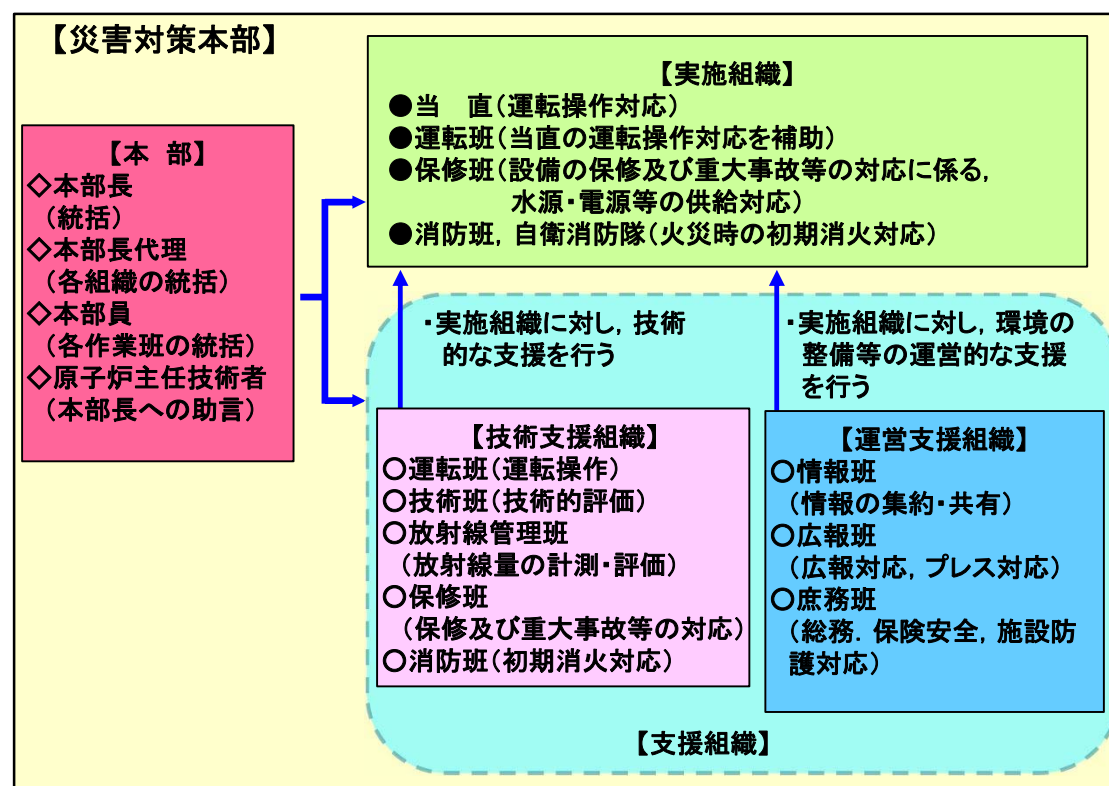 【災害対策本部】
【本 部】
◇本部長
（統括）
◇本部長代理
（各組織の統括）
◇本部員
（各作業班の統括）
◇原子炉主任技術者
（本部長への助言）
【実施組織】
●当　直（運転操作対応）
●運転班（当直の運転操作対応を補助）
●保修班（設備の保修及び重大事故等の対応に係る，
水源・電源等の供給対応）
●消防班，自衛消防隊（火災時の初期消火対応）
・実施組織に対し，技術
的な支援を行う
・実施組織に対し，環境の
整備等の運営的な支援
を行う
【技術支援組織】
○運転班（運転操作）
○技術班（技術的評価）
○放射線管理班
（放射線量の計測・評価）
○保修班
（保修及び重大事故等の対応）
○消防班（初期消火対応）
【運営支援組織】
○情報班
（情報の集約・共有）
○広報班
（広報対応，プレス対応）
○庶務班
（総務．保険安全，施設防
護対応）
【支援組織】